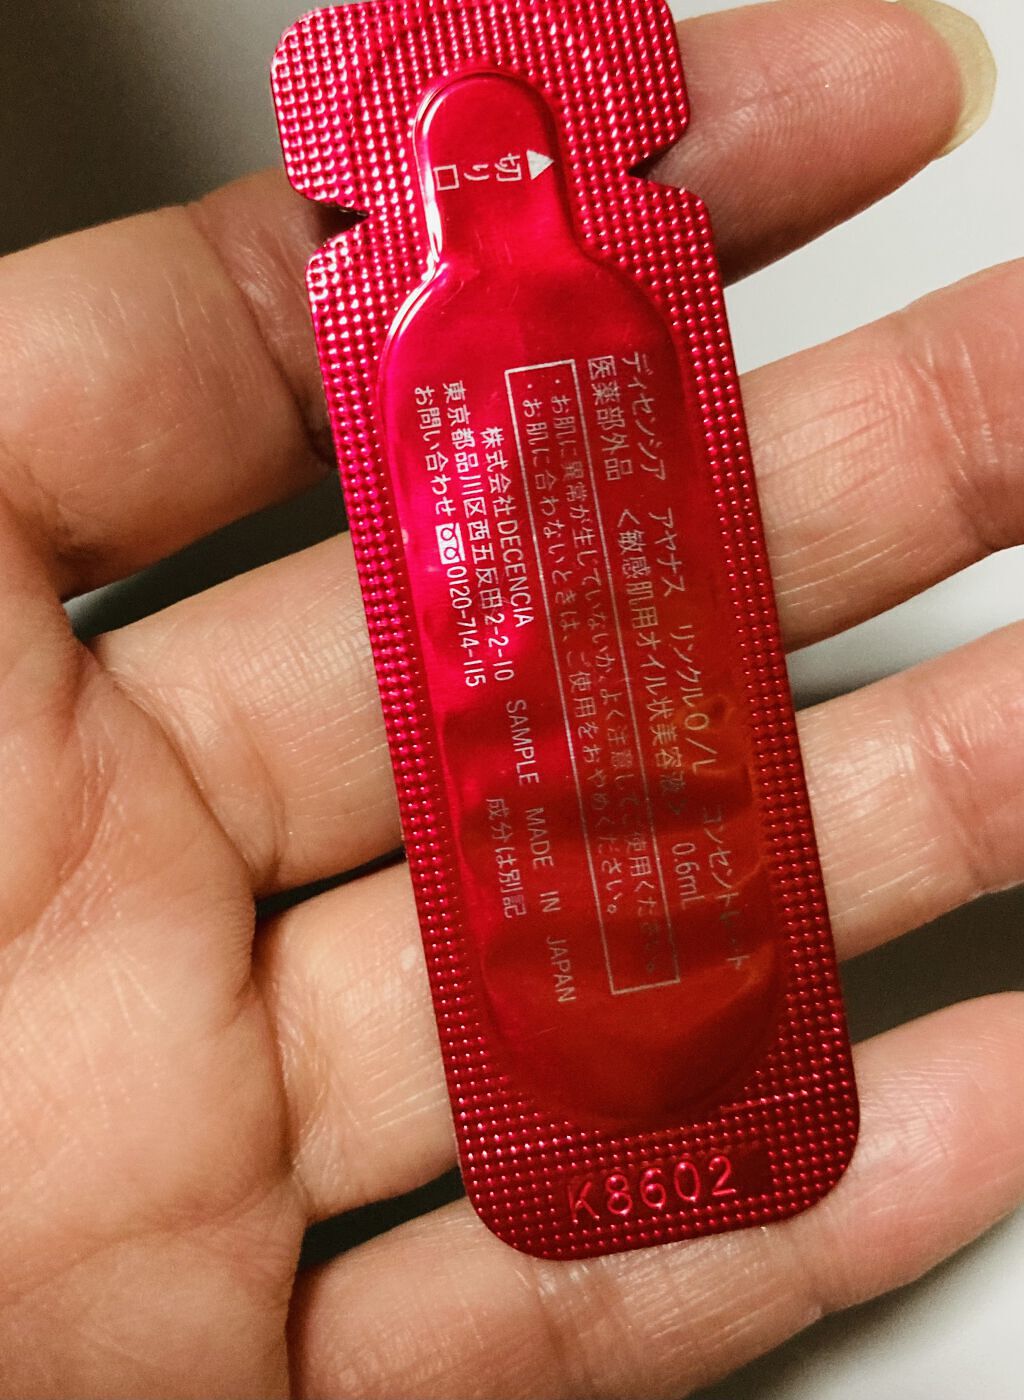 切り口
ディセンシア アヤナス リンクルO/L コンセントレート
医薬部外品 <敏感肌用オイル状美容液> 0.6mL
・お肌に異常が生じていないか、よく注意してご使用ください。
・お肌に合わないときは、ご使用をおやめください。
株式会社DECENCIA SAMPLE MADE IN JAPAN
東京都品川区西五反田2-2-10 成分は別記
お問い合わせ 0120-714-115
K8602